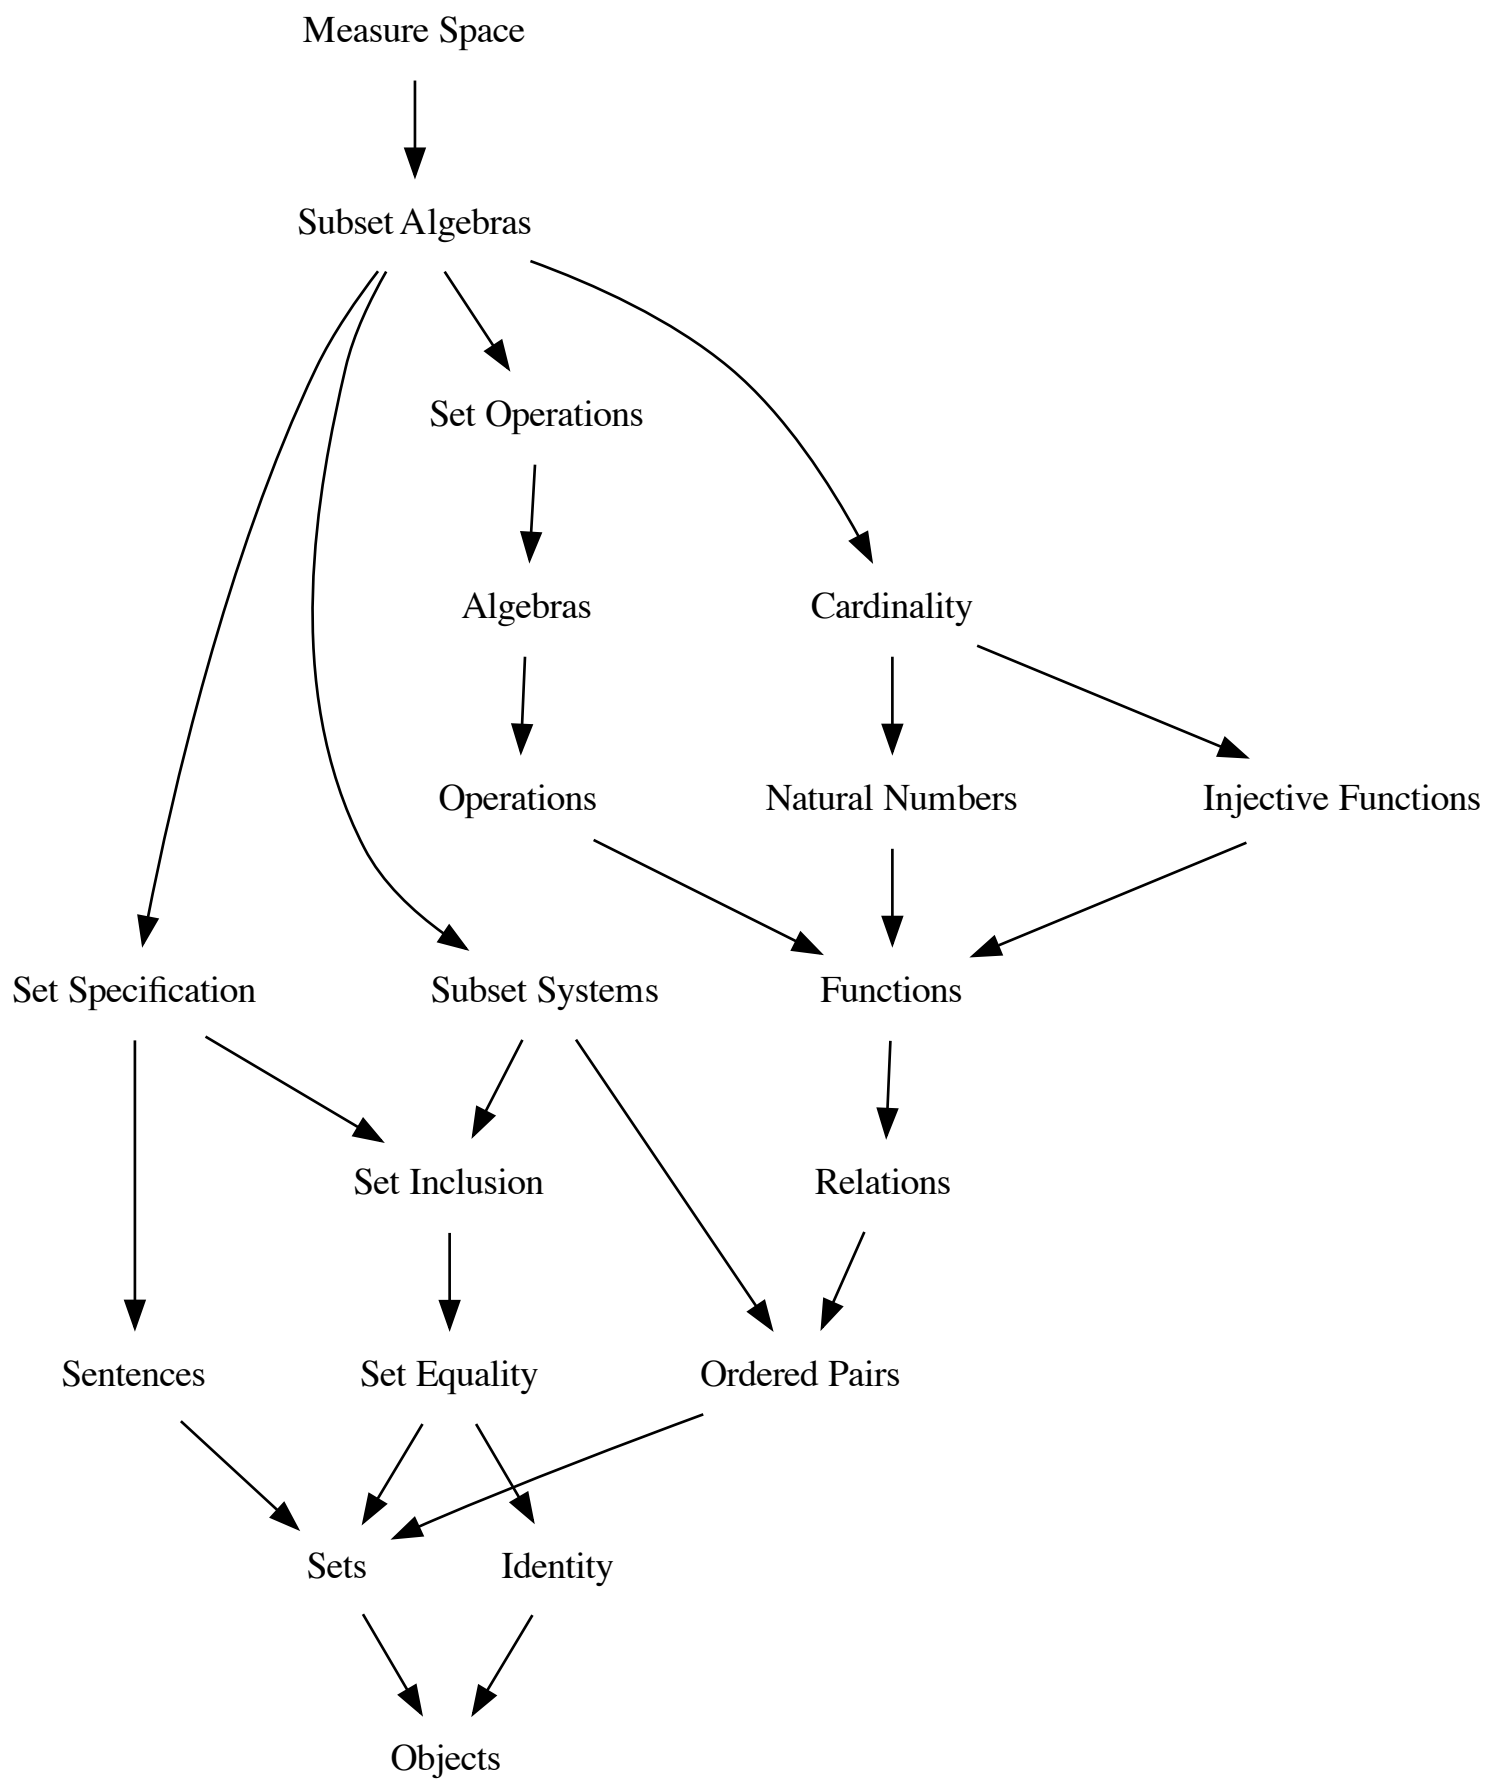 Measure Space
Subset Algebras
Set Operations
Algebras
Cardinality
Operations
Natural Numbers
Injective Functions
Set Specification
Subset Systems
Functions
Set Inclusion
Relations
Sentences
Set Equality
Ordered Pairs
Sets
Identity
Objects